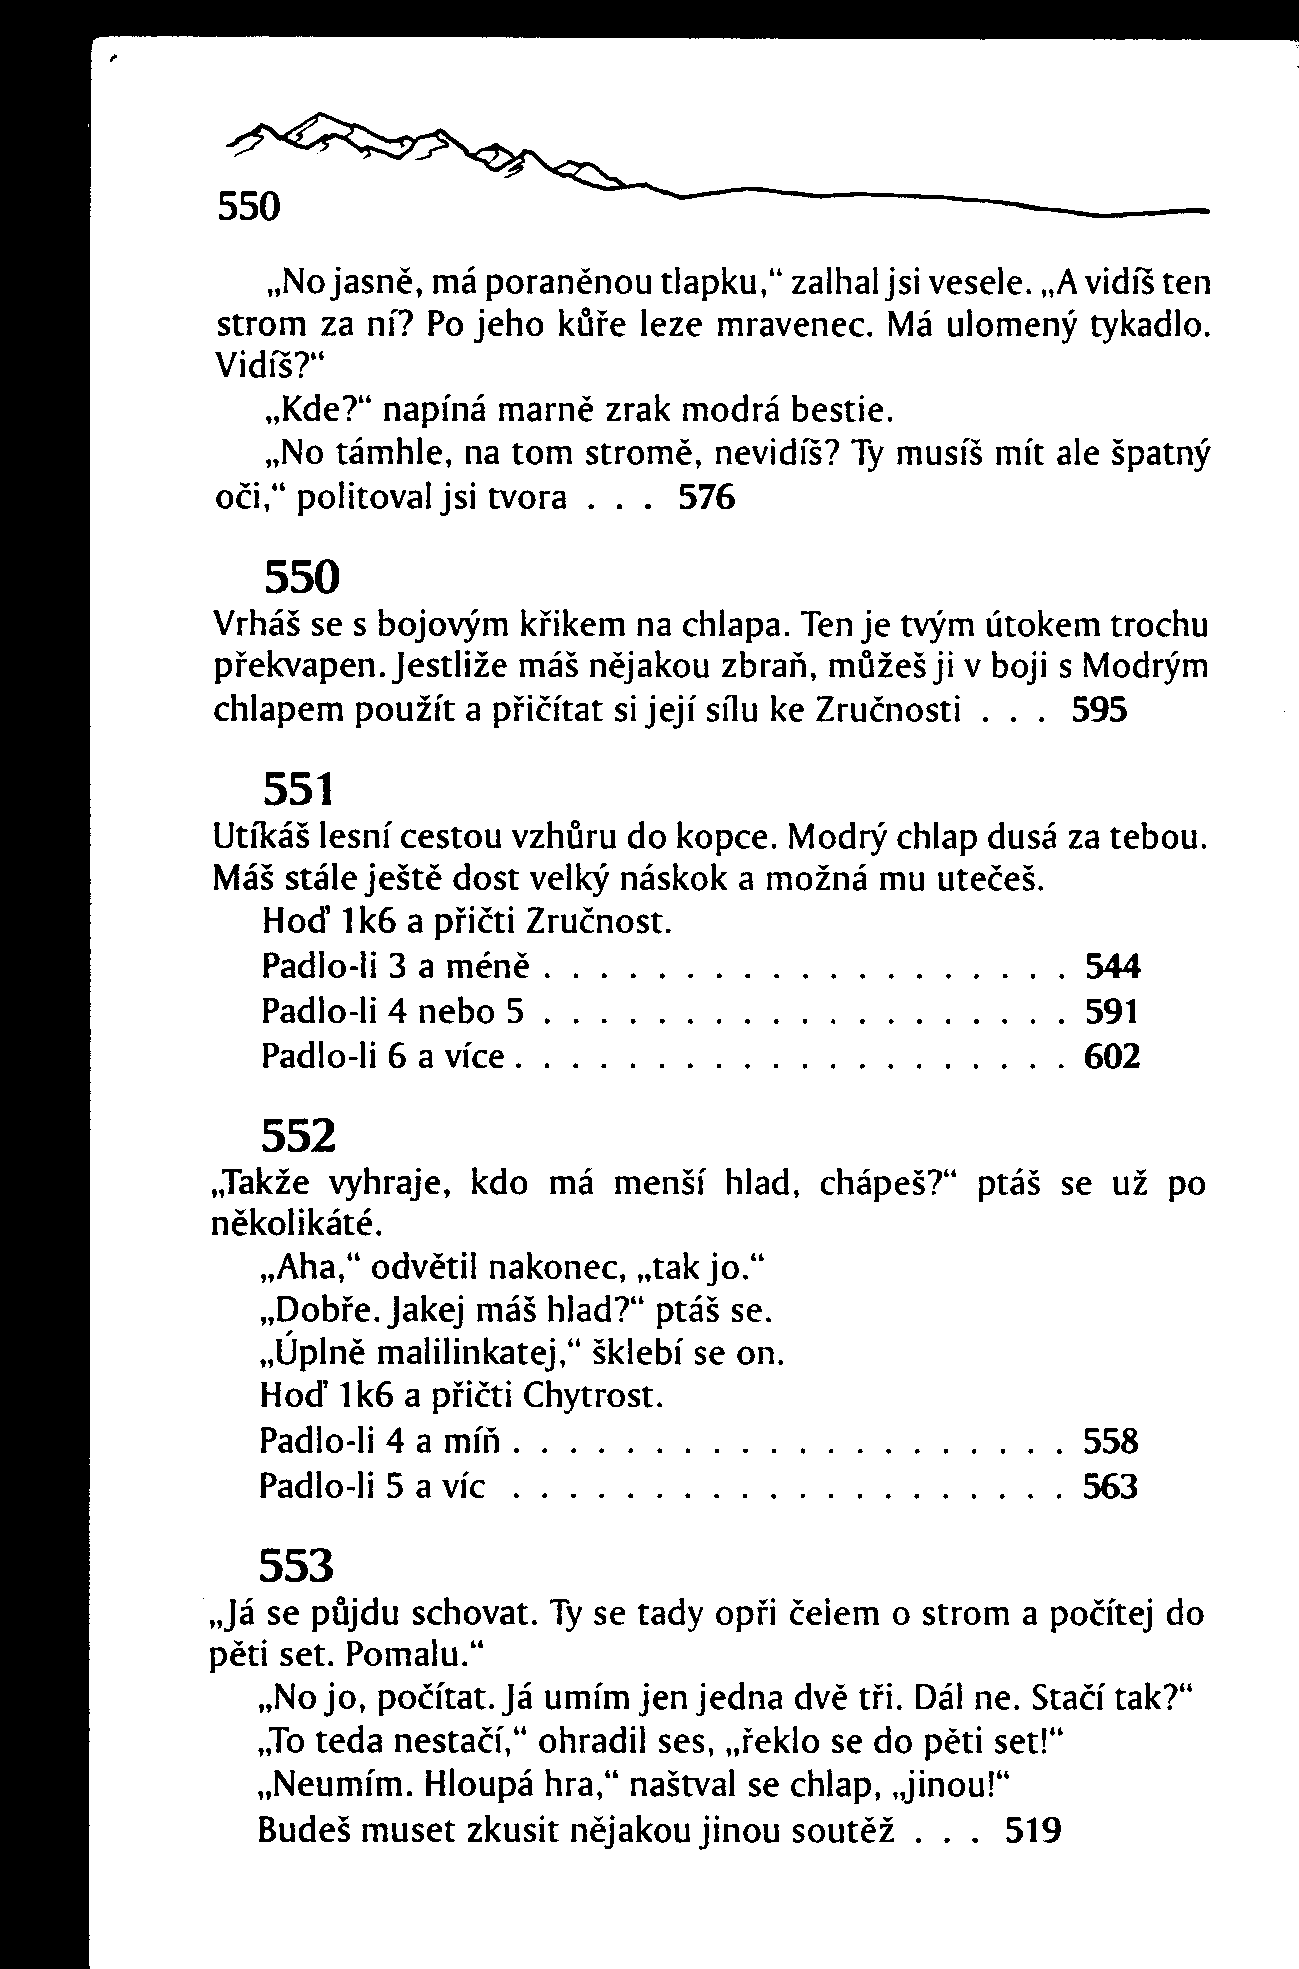 550
„No jasně, má poraněnou tlapku,“ zalhal jsi vesele. „A vidíš ten
strom za ní? Po jeho kůře leze mravenec. Má ulomený tykadlo.
Vidíš?“
„Kde?“ napíná marně zrak modrá bestie.
„No támhle, na tom stromě, nevidíš? Ty musíš mít ale špatný
oči,“ politoval jsi tvora . . . 576
550
Vrháš se s bojovým křikem na chlapa. Ten je tvým útokem trochu
překvapen. Jestliže máš nějakou zbraň, můžeš ji v boji s Modrým
chlapem použít a přičítat si její sílu ke Zručnosti . . . 595
551
Utíkáš lesní cestou vzhůru do kopce. Modrý chlap dusá za tebou.
Máš stále ještě dost velký náskok a možná mu utečeš.
Hoď 1k6 a přičti Zručnost.
Padlo-li 3 a méně . . . . . . . . . . . . . . . . . . . 544
Padlo-li 4 nebo 5 . . . . . . . . . . . . . . . . . . . 591
Padlo-li 6 a více . . . . . . . . . . . . . . . . . . . . 602
552
„Takže vyhraje, kdo má menší hlad, chápeš?“ ptáš se už po
několikáté.
„Aha,“ odvětil nakonec, „tak jo.“
„Dobře. Jakej máš hlad?“ ptáš se.
„Úplně malilinkatej,“ šklebí se on.
Hoď 1k6 a přičti Chytrost.
Padlo-li 4 a míň . . . . . . . . . . . . . . . . . . . . 558
Padlo-li 5 a víc . . . . . . . . . . . . . . . . . . . . 563
553
„Já se půjdu schovat. Ty se tady opři čelem o strom a počítej do
pěti set. Pomalu.“
„No jo, počítat. Já umím jen jedna dvě tři. Dál ne. Stačí tak?“
„To teda nestačí,“ ohradil ses, „řeklo se do pěti set!“
„Neumím. Hloupá hra,“ naštval se chlap, „jinou!“
Budeš muset zkusit nějakou jinou soutěž . . . 519